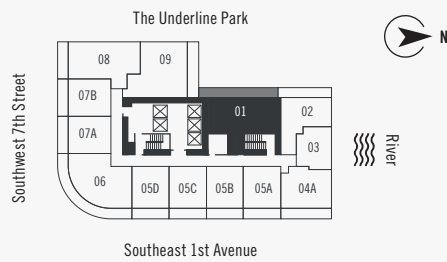 The Underline Park
N
08
09
07B
01
02
07A
03
06
05D
05C
05B
05A
04A
Southwest 7th Street
River
Southeast 1st Avenue